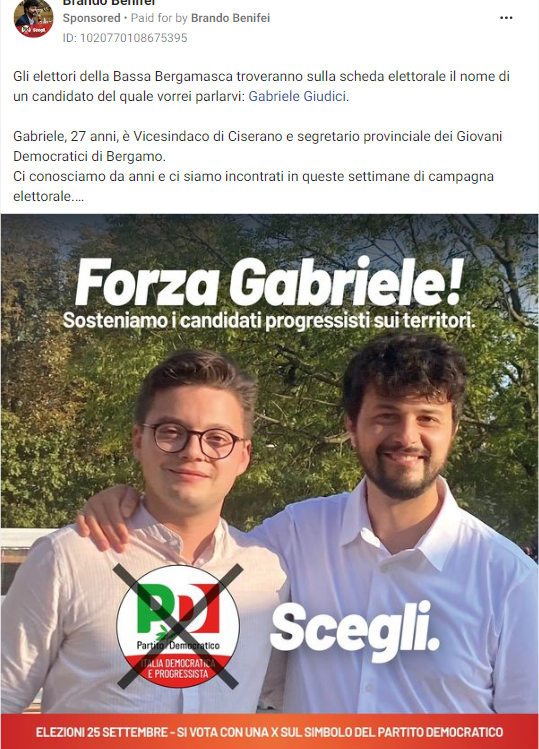 Brando Benifei
Sponsored • Paid for by Brando Benifei
ID: 1020770108675395
Gli elettori della Bassa Bergamasca troveranno sulla scheda elettorale il nome di
un candidato del quale vorrei parlarvi: Gabriele Giudici.
Gabriele, 27 anni, è Vicesindaco di Ciserano e segretario provinciale dei Giovani
Democratici di Bergamo.
Ci conosciamo da anni e ci siamo incontrati in queste settimane di campagna
elettorale....
Forza Gabriele!
Sosteniamo i candidati progressisti sui territori.
PD
Partito Democratico
ITALIA DEMOCRATICA
E PROGRESSISTA
Scegli.
ELEZIONI 25 SETTEMBRE - SI VOTA CON UNA X SUL SIMBOLO DEL PARTITO DEMOCRATICO